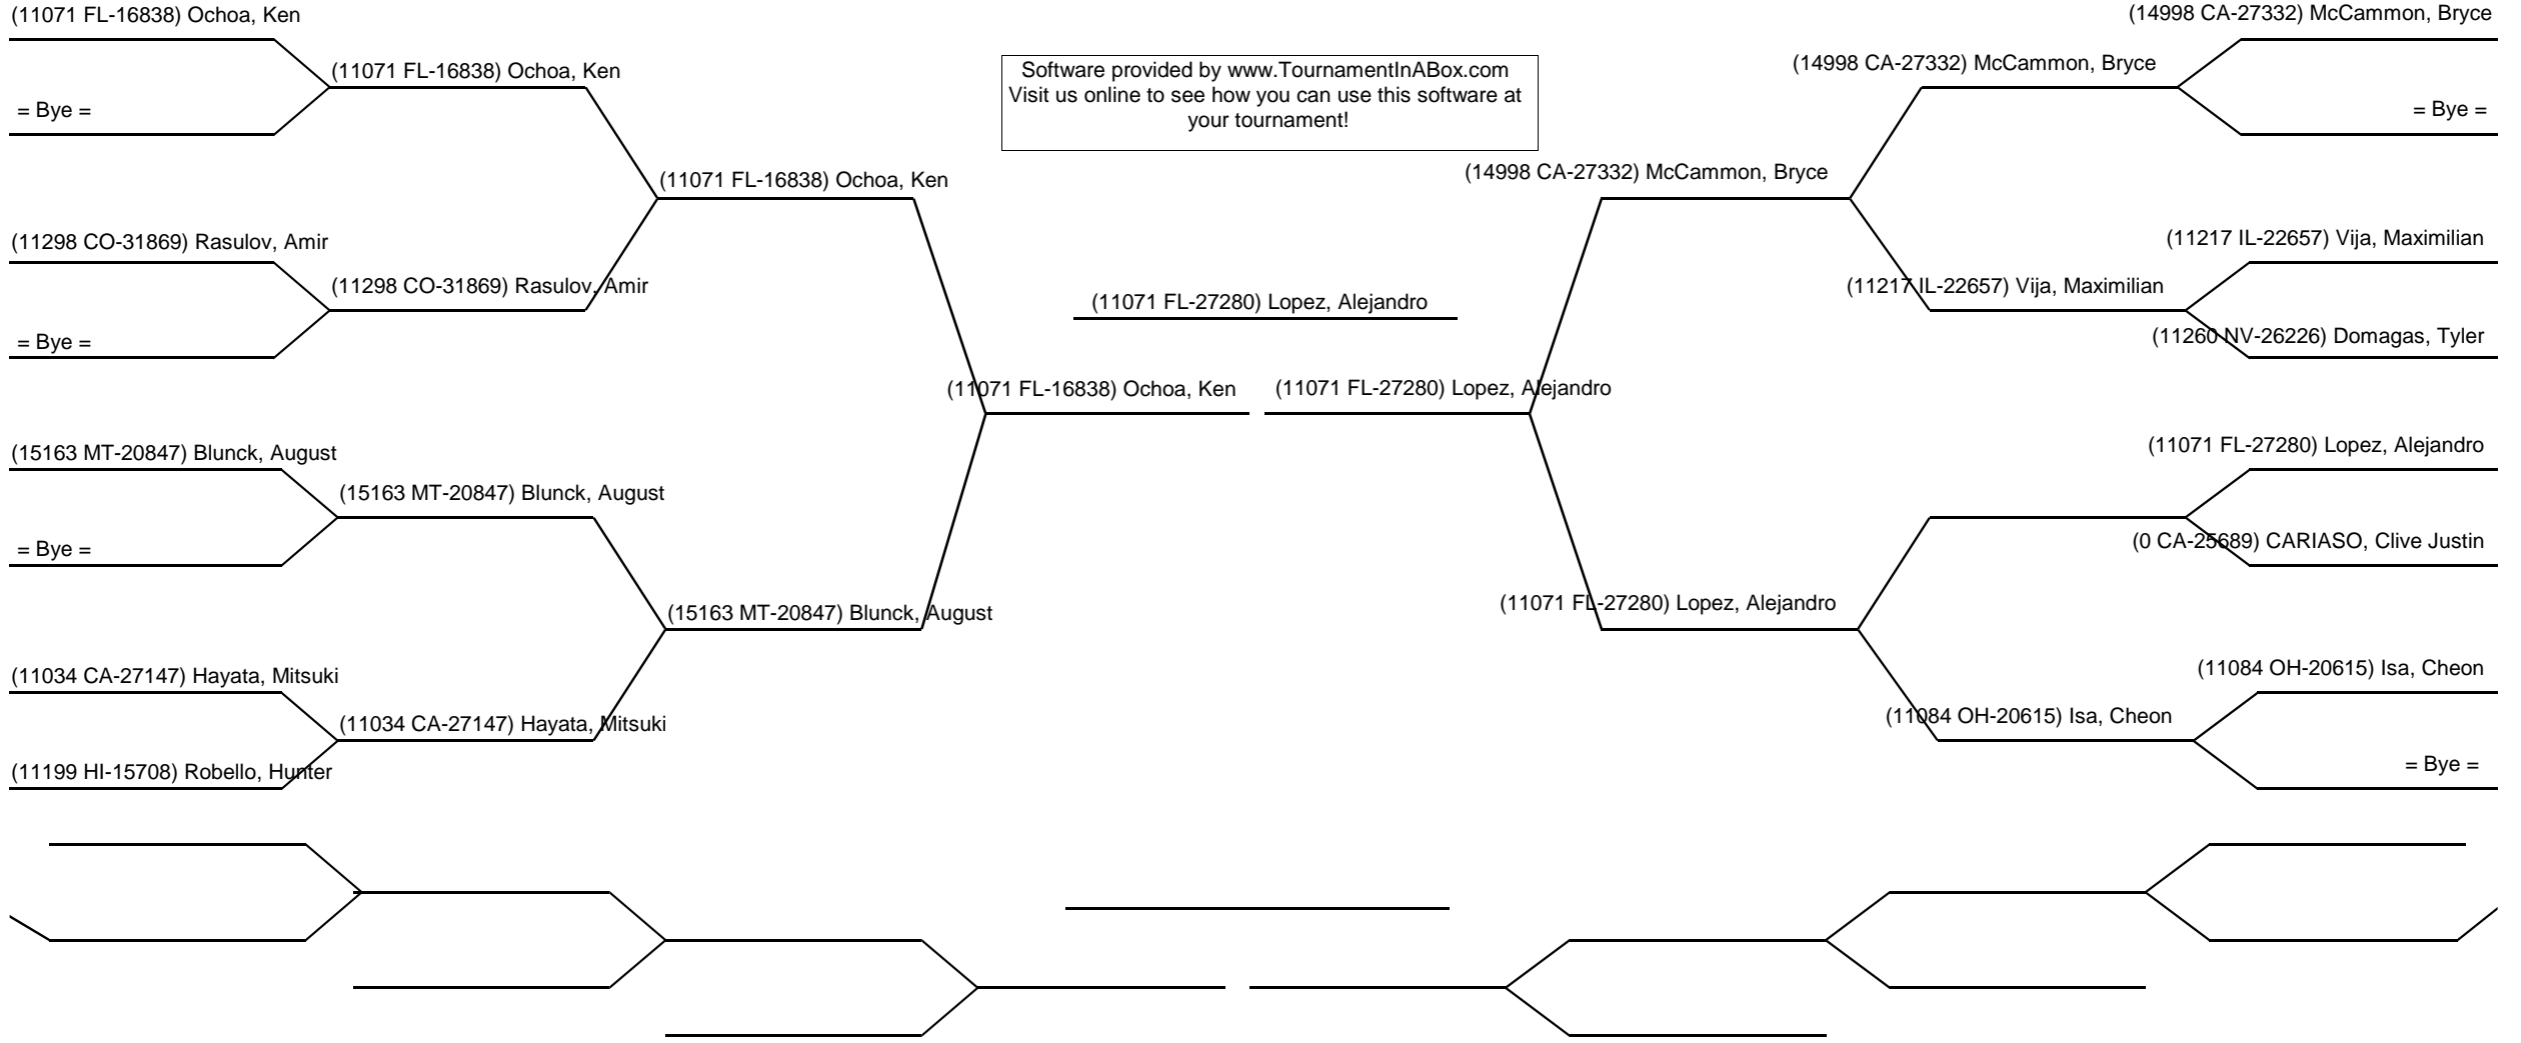 (11071 FL-16838) Ochoa, Ken
(11071 FL-16838) Ochoa, Ken
= Bye =
(11071 FL-16838) Ochoa, Ken
(11298 CO-31869) Rasulov, Amir
(11298 CO-31869) Rasulov, Amir
= Bye =
(11071 FL-16838) Ochoa, Ken
(15163 MT-20847) Blunck, August
(15163 MT-20847) Blunck, August
= Bye =
(15163 MT-20847) Blunck, August
(11034 CA-27147) Hayata, Mitsuki
(11034 CA-27147) Hayata, Mitsuki
(11199 HI-15708) Robello, Hunter
Software provided by www.TournamentInABox.com
Visit us online to see how you can use this software at
your tournament!
(11071 FL-27280) Lopez, Alejandro
(11071 FL-27280) Lopez, Alejandro
(14998 CA-27332) McCammon, Bryce
(14998 CA-27332) McCammon, Bryce
= Bye =
(14998 CA-27332) McCammon, Bryce
(11217 IL-22657) Vija, Maximilian
(11217 IL-22657) Vija, Maximilian
(11260 NV-26226) Domagas, Tyler
(11071 FL-27280) Lopez, Alejandro
(0 CA-25689) CARIASO, Clive Justin
(11071 FL-27280) Lopez, Alejandro
(11084 OH-20615) Isa, Cheon
(11084 OH-20615) Isa, Cheon
= Bye =